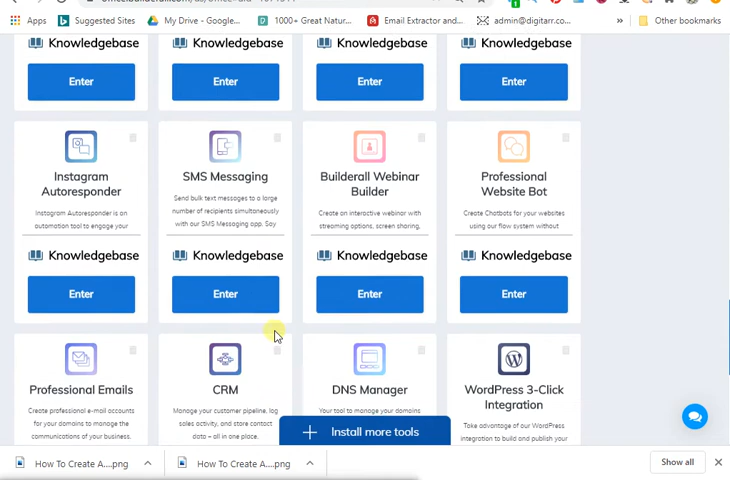 Apps
Suggested Sites
My Drive - Google...
1000+ Great Natur...
Email Extractor and...
admin@digitarr.co...
»
Other bookmarks
Knowledgebase Knowledgebase Knowledgebase Knowledgebase
Enter Enter Enter Enter
Instagram
Autoresponder
Instagram Autoresponder is an
automation tool to engage your
Knowledgebase
Enter
SMS Messaging
Send bulk text messages to a large
number of recipients simultaneously
with our SMS Messaging app. Say
Knowledgebase
Enter
Builderall Webinar
Builder
Create an interactive webinar with
streaming options, screen sharing,
Knowledgebase
Enter
Professional
Website Bot
Create Chatbots for your websites
using our flow system without
Knowledgebase
Enter
Professional Emails
Create professional e-mail accounts
for your domains to manage the
communications of your business.
CRM
Manage your customer pipeline, log
sales activity, and store contact
data – all in one place.
DNS Manager
Your tool to manage your domains
WordPress 3-Click
Integration
Take advantage of our WordPress
integration to build and publish your
+ Install more tools
How To Create A....png
How To Create A....png
Show all